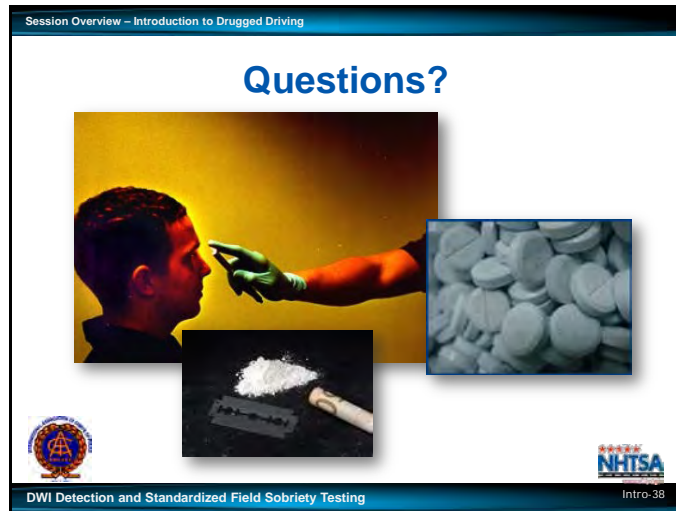 Session Overview – Introduction to Drugged Driving
Questions?
NHTSA
DWI Detection and Standardized Field Sobriety Testing
Intro-38